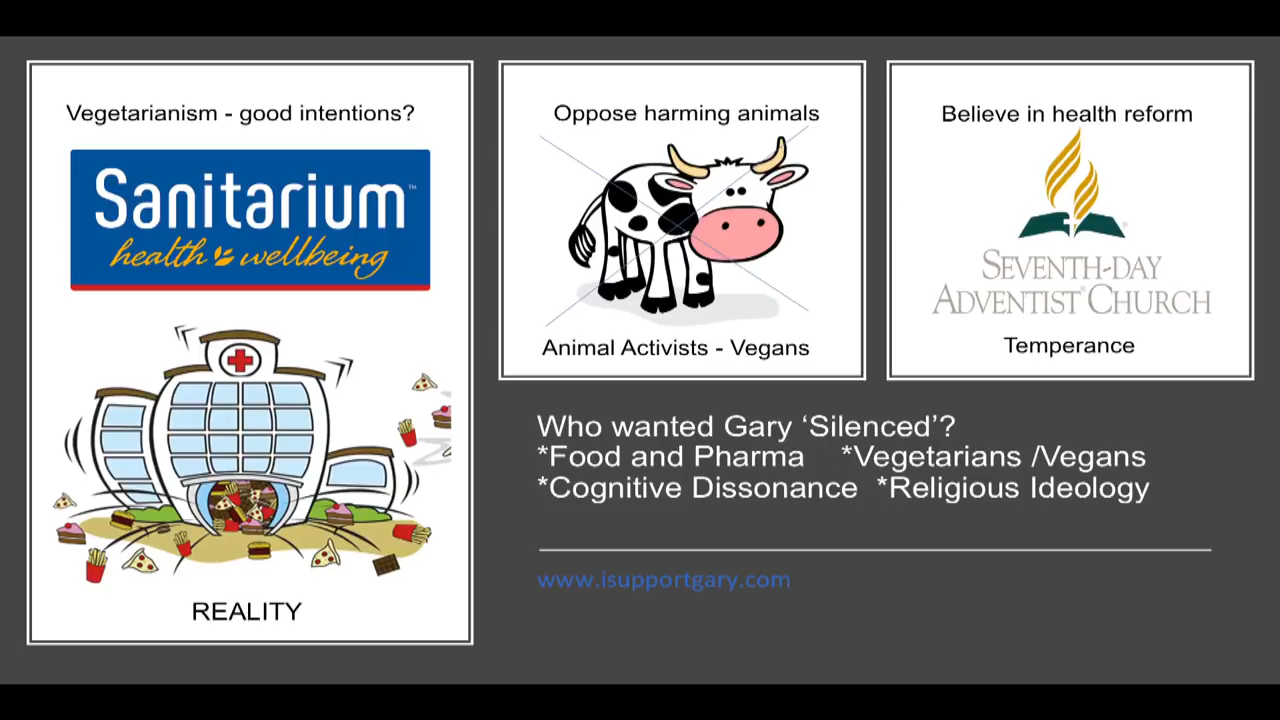 Vegetarianism - good intentions?
Sanitarium™
health wellbeing
REALITY
Oppose harming animals
Animal Activists - Vegans
Believe in health reform
SEVENTH-DAY
ADVENTIST® CHURCH
Temperance
Who wanted Gary ‘Silenced’?
*Food and Pharma *Vegetarians /Vegans
*Cognitive Dissonance *Religious Ideology
www.isupportgary.com